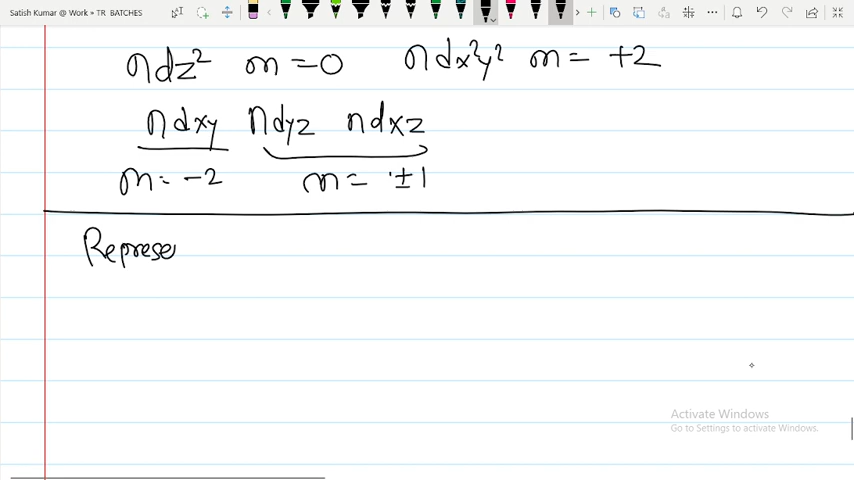 Satish Kumar @ Work » TR BATCHES
ndz² m=0 ndx²y² m= +2
ndxy ndyz ndxz
m= -2 m= ±1
Represe
Activate Windows
Go to Settings to activate Windows.